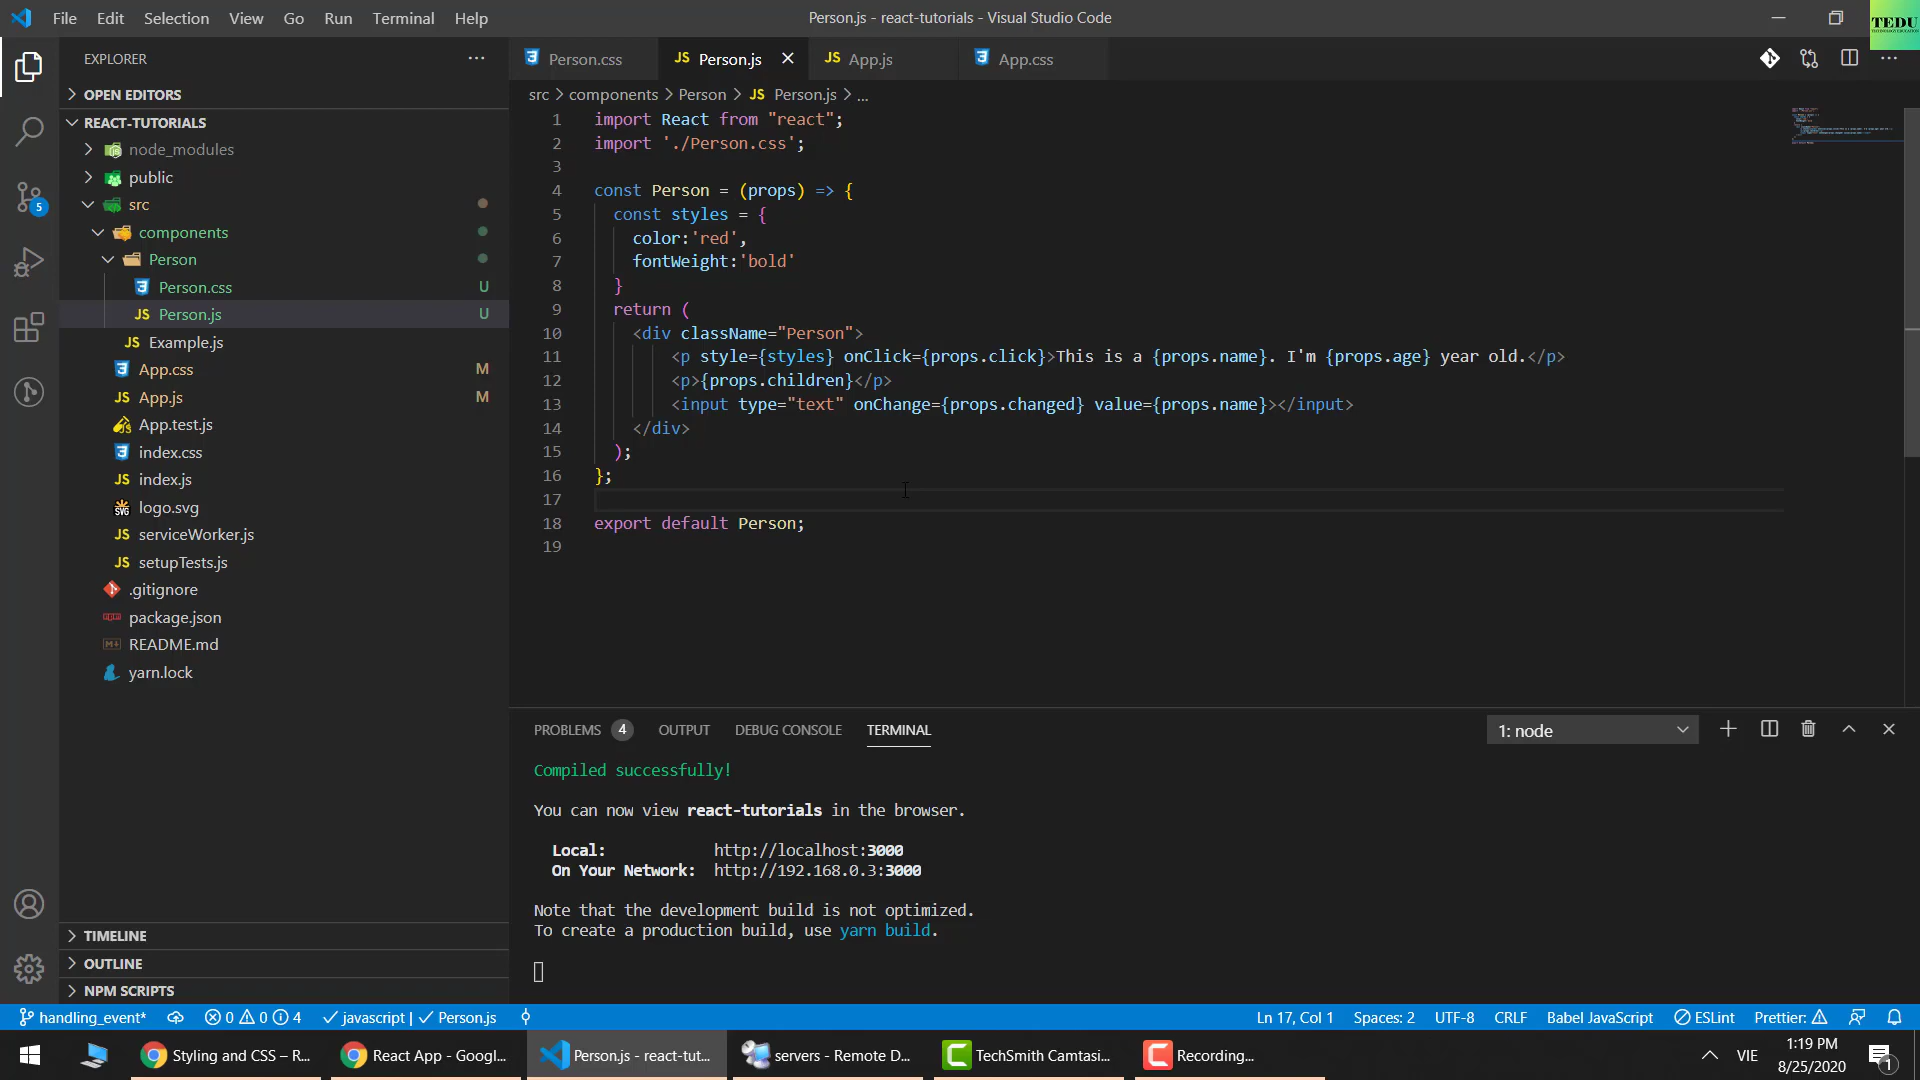 File Edit Selection View Go Run Terminal Help
Person.js - react-tutorials - Visual Studio Code
TEDU
EXPLORER
OPEN EDITORS
REACT-TUTORIALS
node_modules
public
src
components
Person
Person.css U
Person.js U
Example.js
App.css M
App.js M
App.test.js
index.css
index.js
logo.svg
serviceWorker.js
setupTests.js
.gitignore
package.json
README.md
yarn.lock
TIMELINE
OUTLINE
NPM SCRIPTS
5
Person.css JS Person.js JS App.js App.css
src > components > Person > JS Person.js > ...
1 import React from "react";
2 import './Person.css';
3
4 const Person = (props) => {
5 const styles = {
6 color:'red',
7 fontWeight:'bold'
8 }
9 return (
10 <div className="Person">
11 <p style={styles} onClick={props.click}>This is a {props.name}. I'm {props.age} year old.</p>
12 <p>{props.children}</p>
13 <input type="text" onChange={props.changed} value={props.name}></input>
14 </div>
15 );
16 };
17
18 export default Person;
19
PROBLEMS 4 OUTPUT DEBUG CONSOLE TERMINAL
1: node
Compiled successfully!
You can now view react-tutorials in the browser.
Local: http://localhost:3000
On Your Network: http://192.168.0.3:3000
Note that the development build is not optimized.
To create a production build, use yarn build.
handling_event* 0 0 4 javascript | Person.js
Ln 17, Col 1 Spaces: 2 UTF-8 CRLF Babel JavaScript ESLint Prettier:
Styling and CSS – R...
React App - Googl...
Person.js - react-tut...
servers - Remote D...
TechSmith Camtasi...
Recording...
VIE
1:19 PM
8/25/2020
1